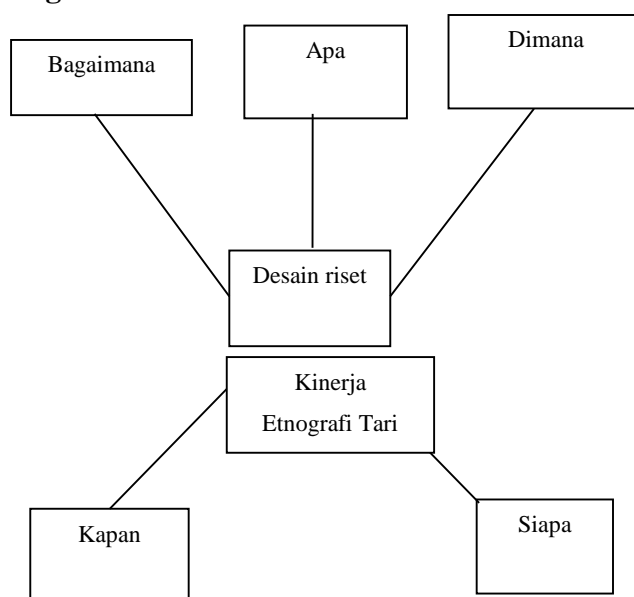 Bagaimana
Apa
Dimana
Desain riset
Kinerja
Etnografi Tari
Kapan
Siapa